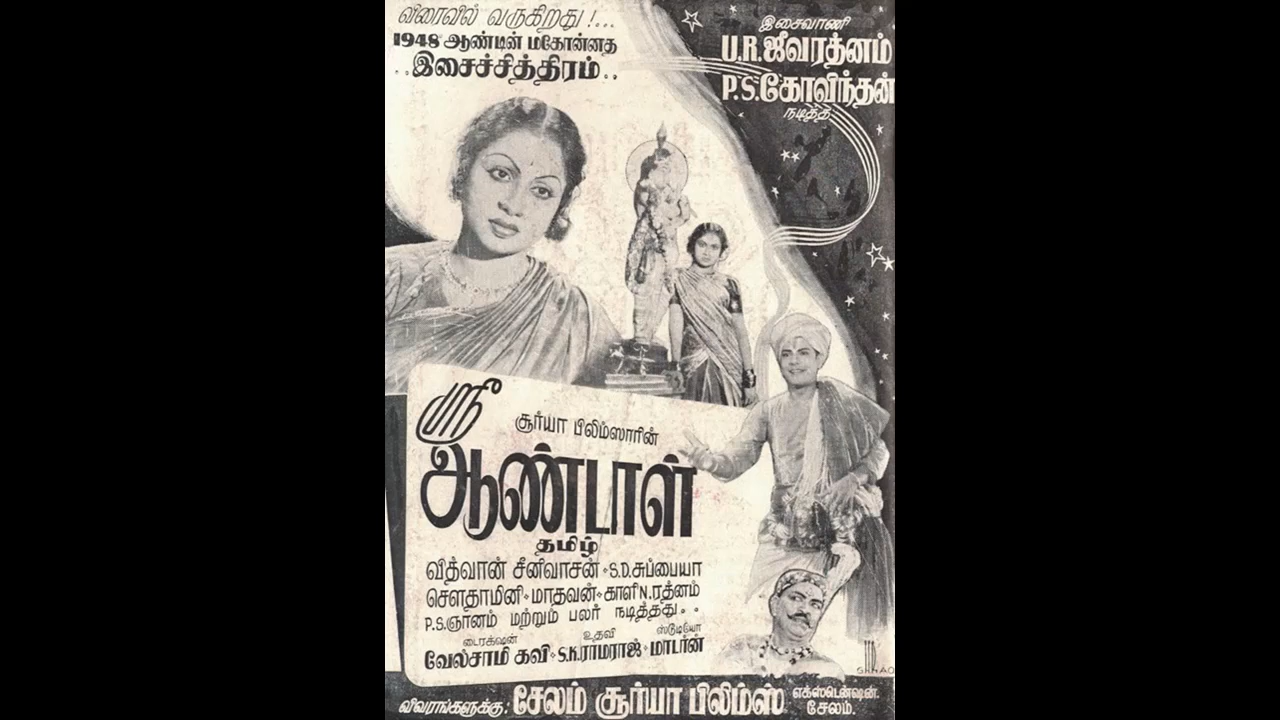 விரைவில் வருகிறது!...
1948 ஆண்டின் மகோன்னத
..இசைச்சித்திரம்..
இசைவாணி
U.R.ஜீவரத்னம்
P.S.கோவிந்தன்
நடித்த
சூர்யா பிலிம்ஸாரின்
ஸ்ரீ
ஆண்டாள்
தமிழ்
வித்வான் சீனிவாசன் • S.D.சுப்பையா
சௌதாமினி • மாதவன் • காளி N.ரத்னம்
P.S.ஞானம் மற்றும் பலர் நடித்தது..
டைரக்ஷன் உதவி ஸ்டூடியோ
வேல்சாமி கவி • S.K.ராமராஜ் • மாடர்ன்
விவரங்களுக்கு: சேலம் சூர்யா பிலிம்ஸ் எக்ஸ்டென்ஷன். சேலம்.